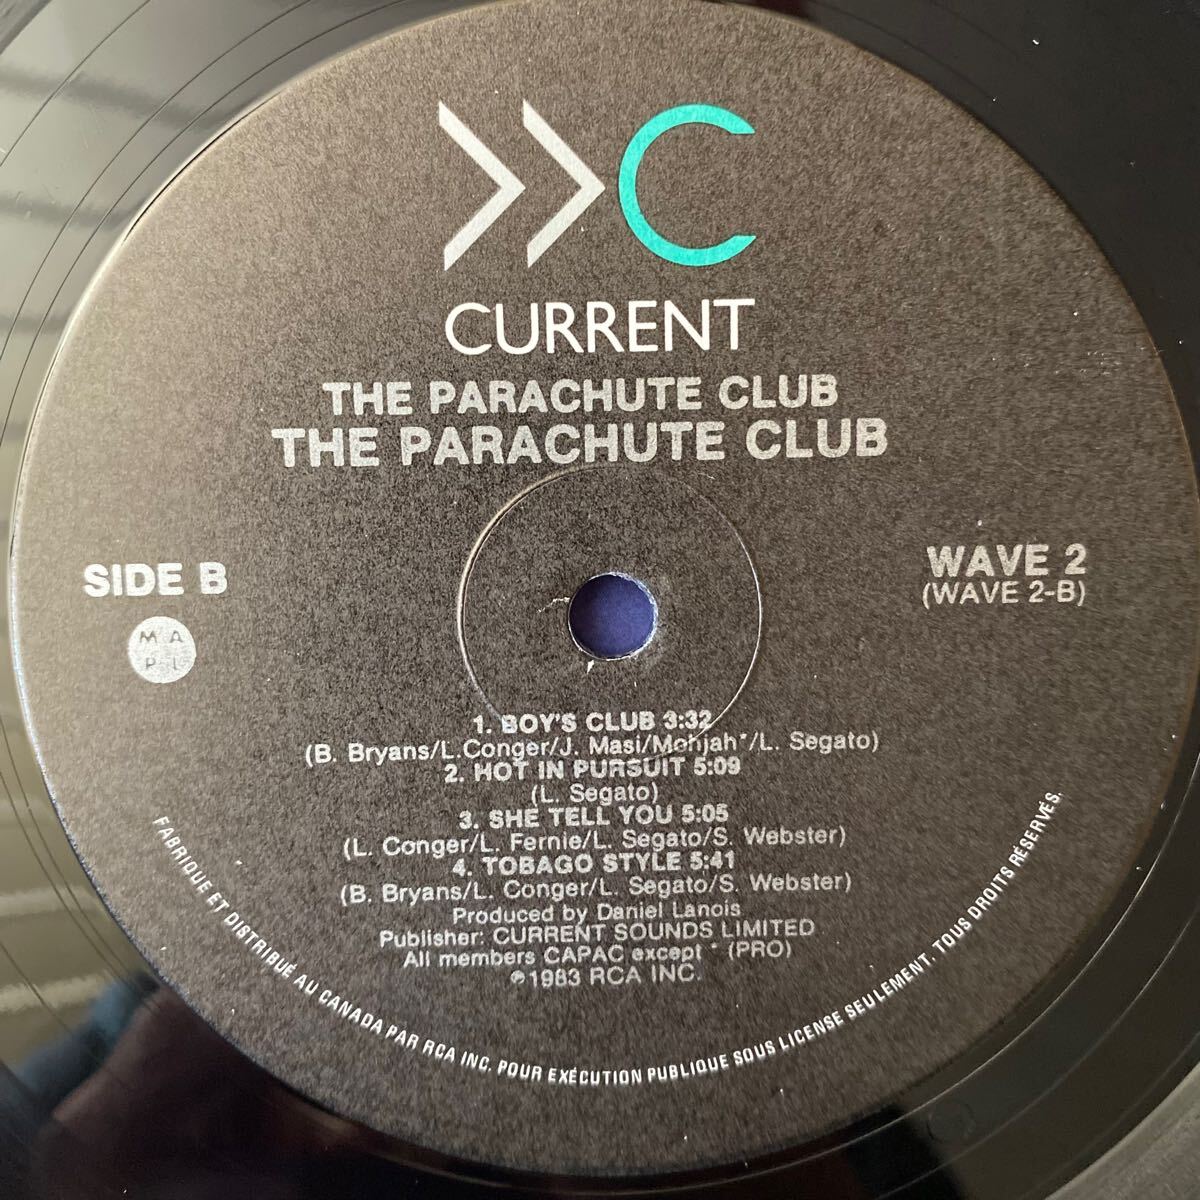 C
CURRENT
THE PARACHUTE CLUB
THE PARACHUTE CLUB
SIDE B
WAVE 2
(WAVE 2-B)
M A
P L
1. BOY'S CLUB 3:32
(B. Bryans/L.Conger/J. Masi/Mohjah*/L. Segato)
2. HOT IN PURSUIT 5:09
(L. Segato)
3. SHE TELL YOU 5:05
(L. Conger/L. Fernie/L. Segato/S. Webster)
4. TOBAGO STYLE 5:41
(B. Bryans/L. Conger/L. Segato/S. Webster)
Produced by Daniel Lanois
Publisher: CURRENT SOUNDS LIMITED
All members CAPAC except * (PRO)
℗1983 RCA INC.
FABRIQUE ET DISTRIBUÉ AU CANADA PAR RCA INC. POUR EXÉCUTION PUBLIQUE SOUS LICENSE SEULEMENT. TOUS DROITS RÉSERVÉS.